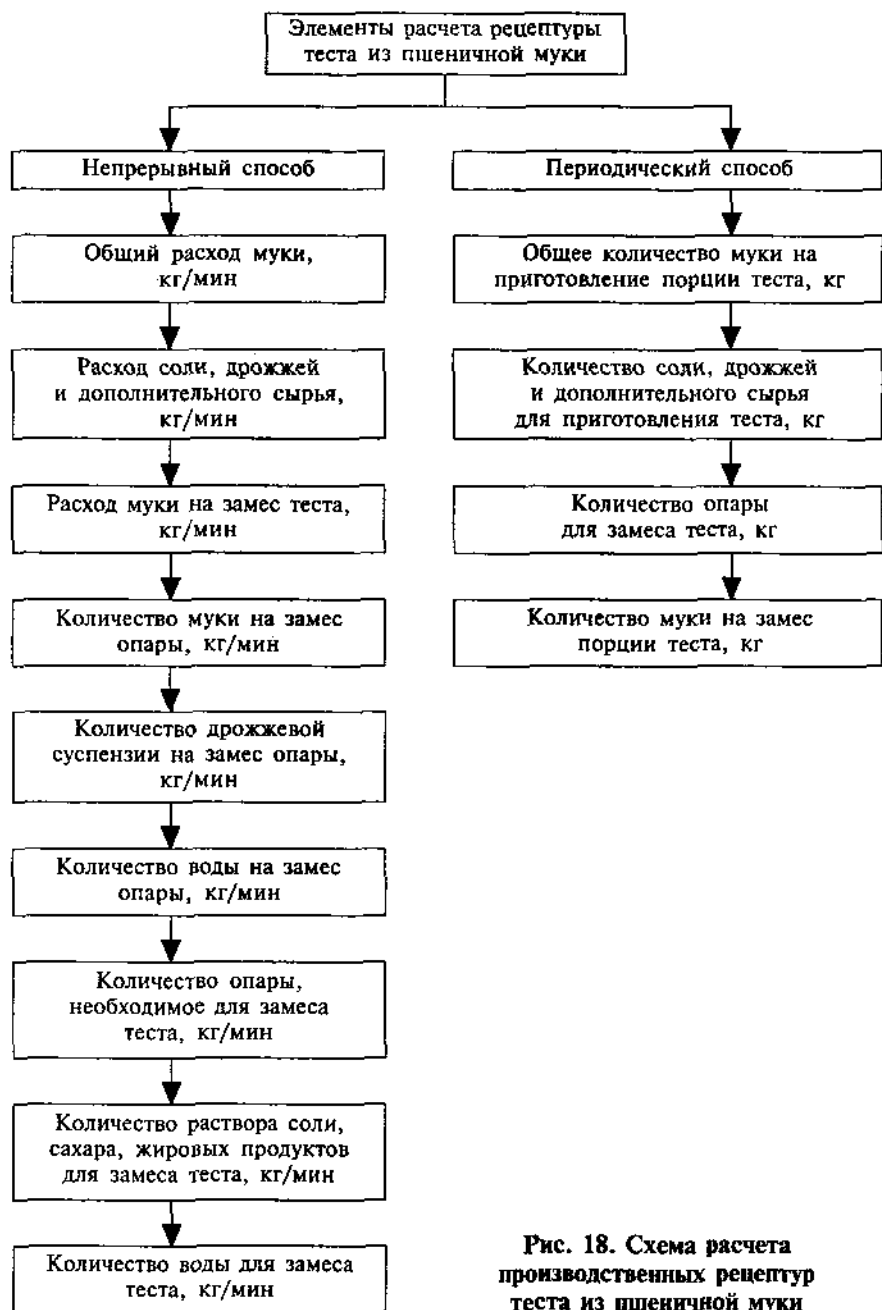 Элементы расчета рецептуры
теста из пшеничной муки
Непрерывный способ
Общий расход муки,
кг/мин
Расход соли, дрожжей
и дополнительного сырья,
кг/мин
Расход муки на замес теста,
кг/мин
Количество муки на замес
опары, кг/мин
Количество дрожжевой
суспензии на замес опары,
кг/мин
Количество воды на замес
опары, кг/мин
Количество опары,
необходимое для замеса
теста, кг/мин
Количество раствора соли,
сахара, жировых продуктов
для замеса теста, кг/мин
Количество воды для замеса
теста, кг/мин
Периодический способ
Общее количество муки на
приготовление порции теста, кг
Количество соли, дрожжей
и дополнительного сырья
для приготовления теста, кг
Количество опары
для замеса теста, кг
Количество муки на замес
порции теста, кг
Рис. 18. Схема расчета
производственных рецептур
теста из пшеничной муки